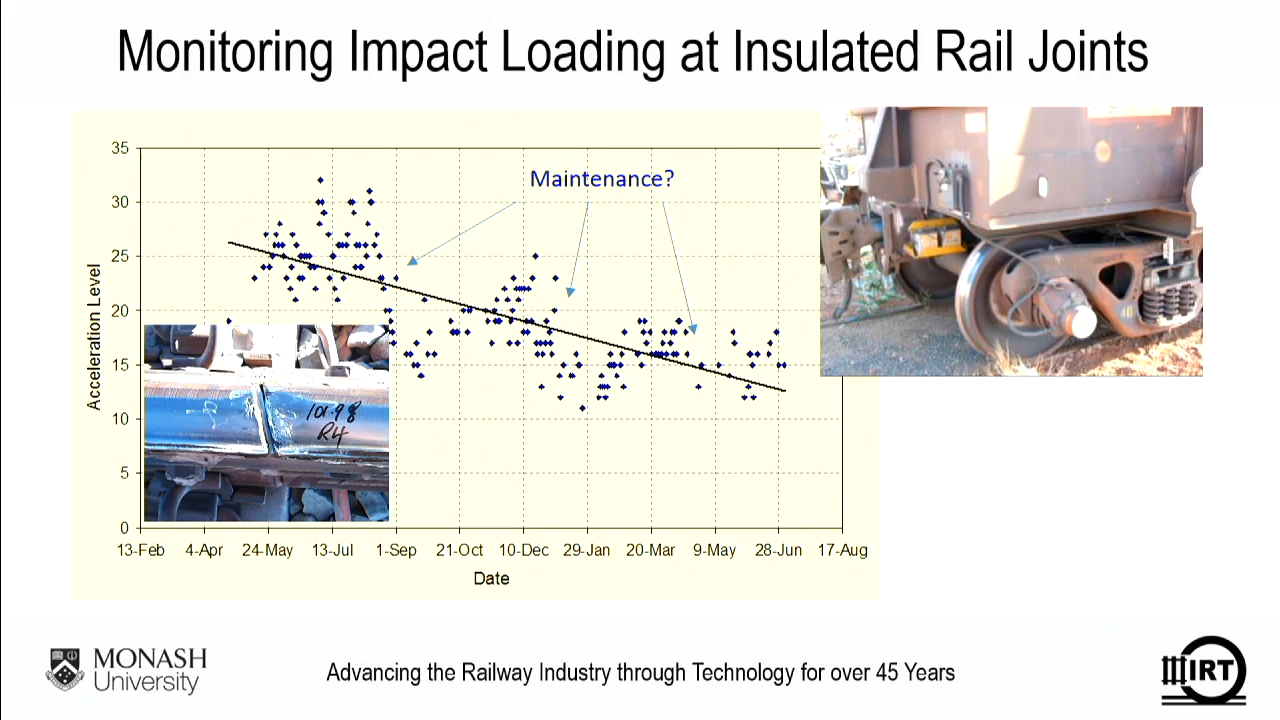 Monitoring Impact Loading at Insulated Rail Joints
35
30
25
20
15
10
5
0
Acceleration Level
Maintenance?
101.98
R4
13-Feb 4-Apr 24-May 13-Jul 1-Sep 21-Oct 10-Dec 29-Jan 20-Mar 9-May 28-Jun 17-Aug
Date
MONASH
University
Advancing the Railway Industry through Technology for over 45 Years
IRT